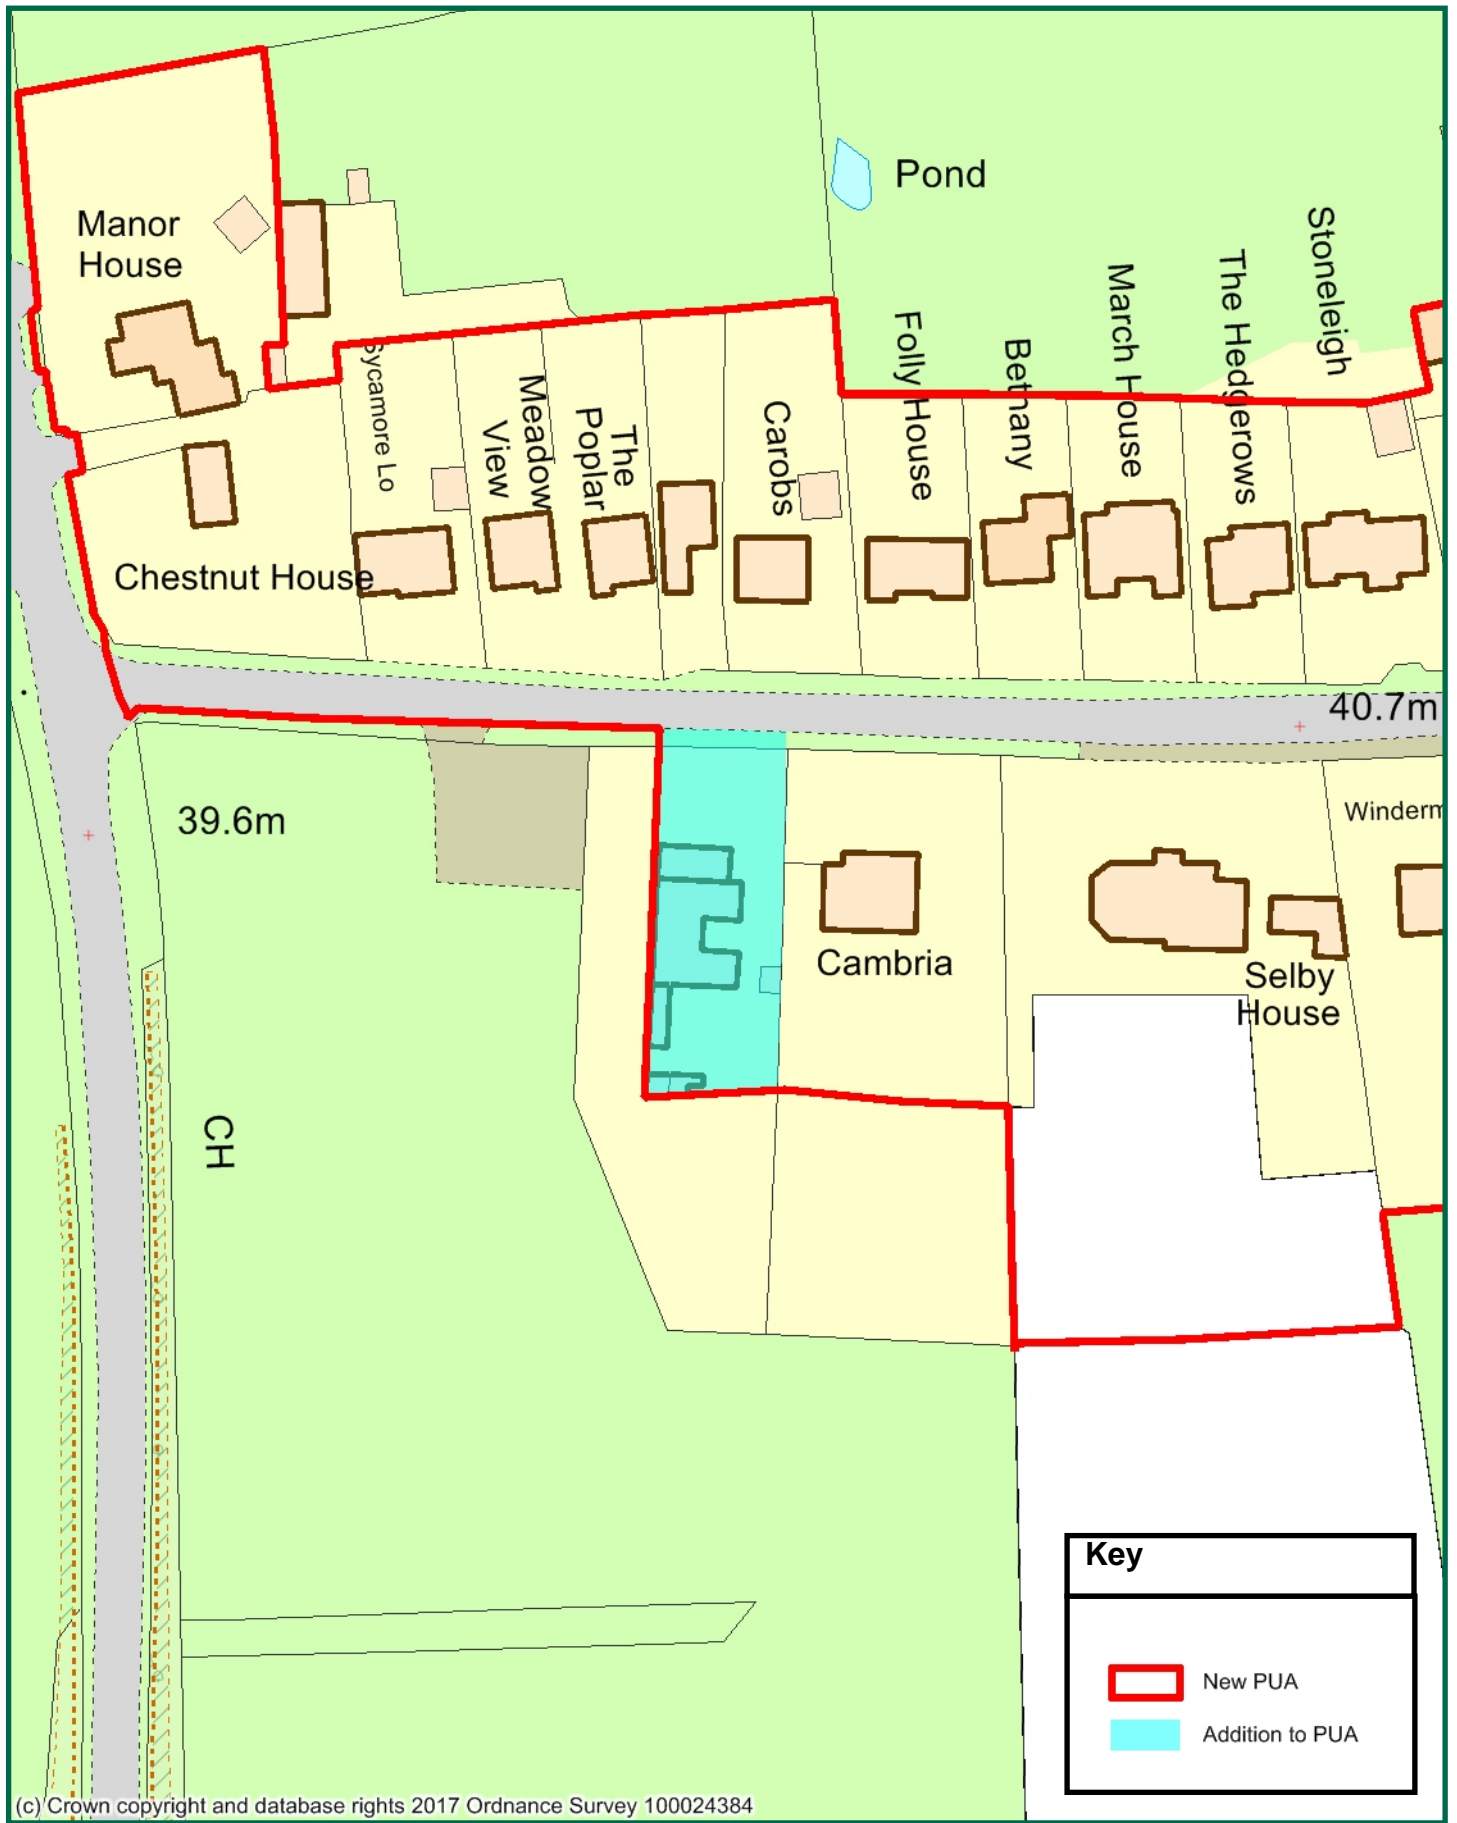 Pond
Manor
House
Stoneleigh
The Hedgerows
March House
Bethany
Folly House
Carobs
The
Poplar
Meadow
View
Sycamore Lo
Chestnut House
40.7m
39.6m
Winderm
Cambria
Selby
House
CH
Key
New PUA
Addition to PUA
(c) Crown copyright and database rights 2017 Ordnance Survey 100024384